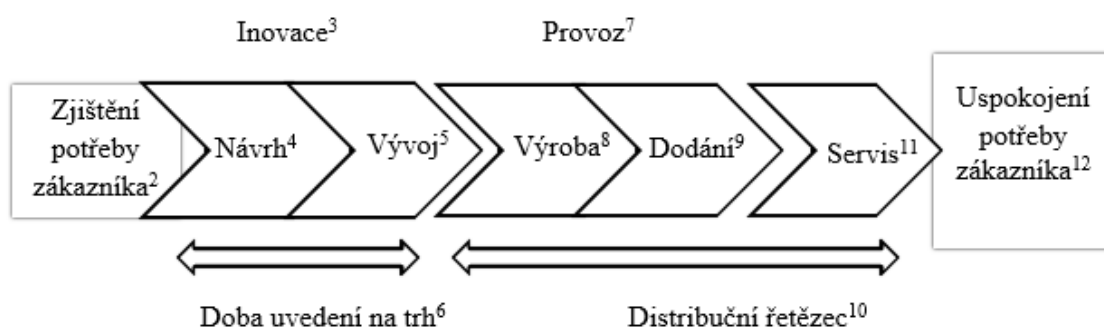 Inovace³
Provoz⁷
Zjištění
potřeby
zákazníka²
Návrh⁴
Vývoj⁵
Výroba⁸
Dodání⁹
Servis¹¹
Uspokojení
potřeby
zákazníka¹²
Doba uvedení na trh⁶
Distribuční řetězec¹⁰